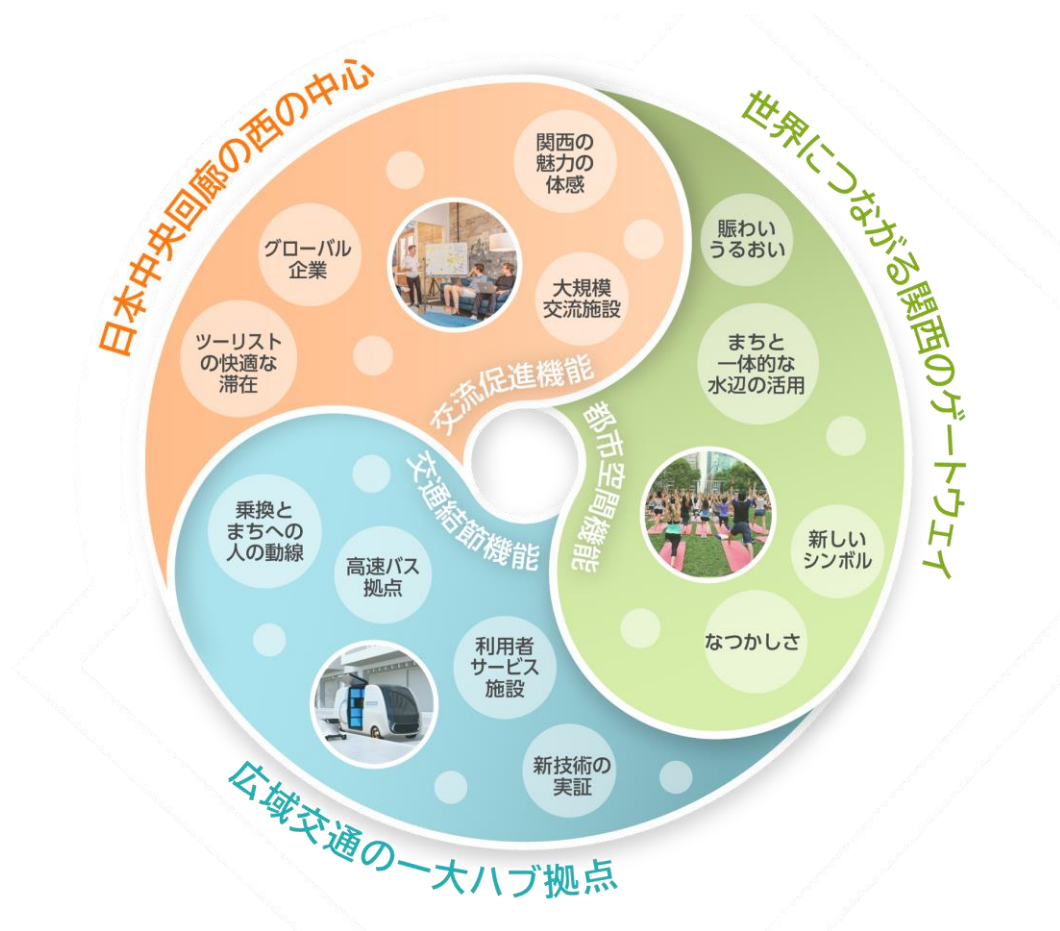 日本中央回廊の西の中心
関西の
魅力の
体感
グローバル
企業
大規模
交流施設
ツーリスト
の快適な
滞在
交流促進機能
世界につながる関西のゲートウェイ
賑わい
うるおい
まちと
一体的な
水辺の活用
都市空間機能
新しい
シンボル
なつかしさ
交通結節機能
乗換と
まちへの
人の動線
高速バス
拠点
利用者
サービス
施設
新技術の
実証
広域交通の一大ハブ拠点